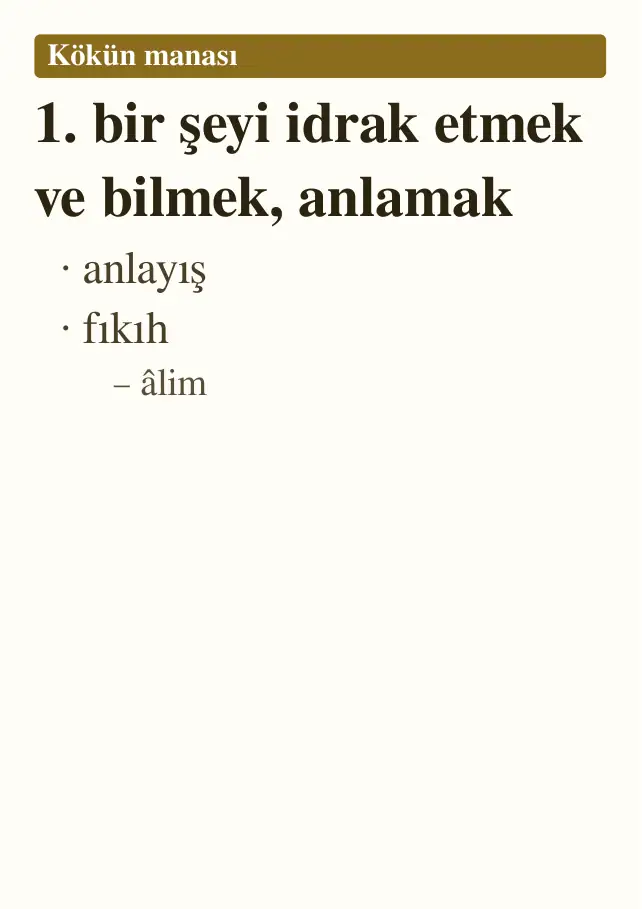 Kökün manası
1. bir şeyi idrak etmek
ve bilmek, anlamak
· anlayış
· fıkıh
– âlim